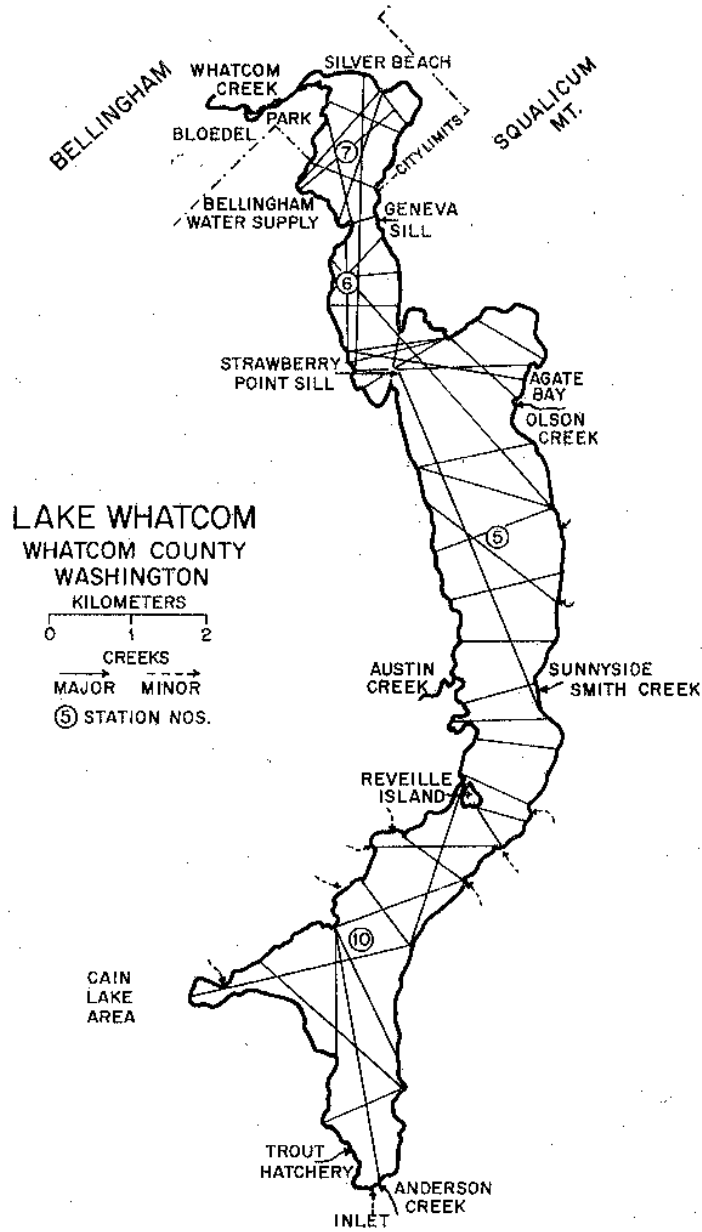 BELLINGHAM
WHATCOM
CREEK
SILVER BEACH
SQUALICUM
MT.
PARK
BLOEDEL
7
CITY LIMITS
BELLINGHAM
WATER SUPPLY
GENEVA
SILL
6
STRAWBERRY
POINT SILL
AGATE
BAY
OLSON
CREEK
LAKE WHATCOM
WHATCOM COUNTY
WASHINGTON
KILOMETERS
0 1 2
CREEKS
MAJOR MINOR
5 STATION NOS.
5
AUSTIN
CREEK
SUNNYSIDE
SMITH CREEK
REVEILLE
ISLAND
10
CAIN
LAKE
AREA
TROUT
HATCHERY
ANDERSON
CREEK
INLET